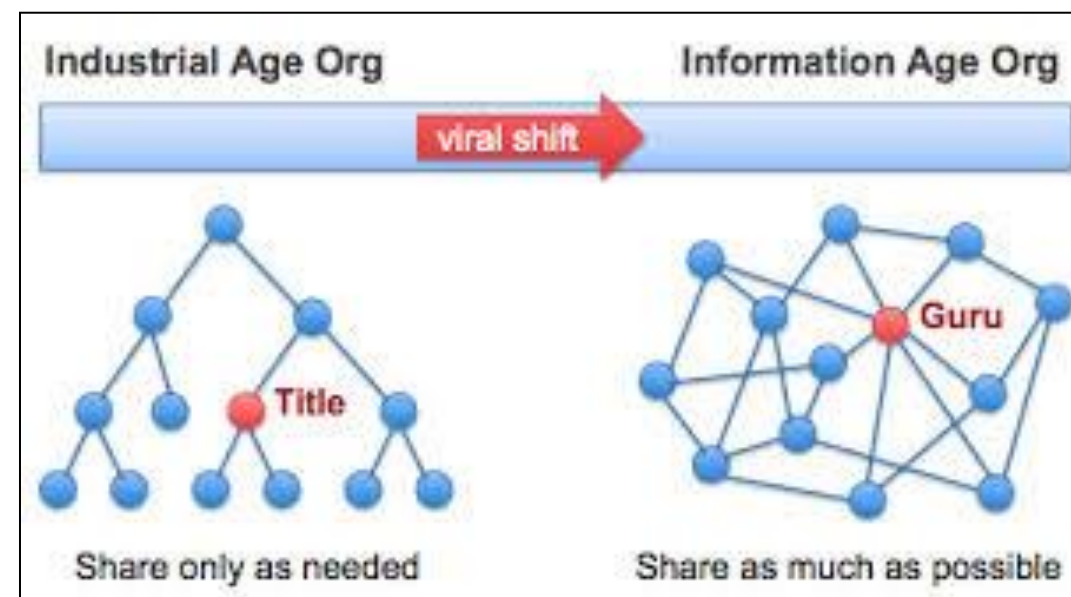 Industrial Age Org
Information Age Org
viral shift
Title
Guru
Share only as needed
Share as much as possible